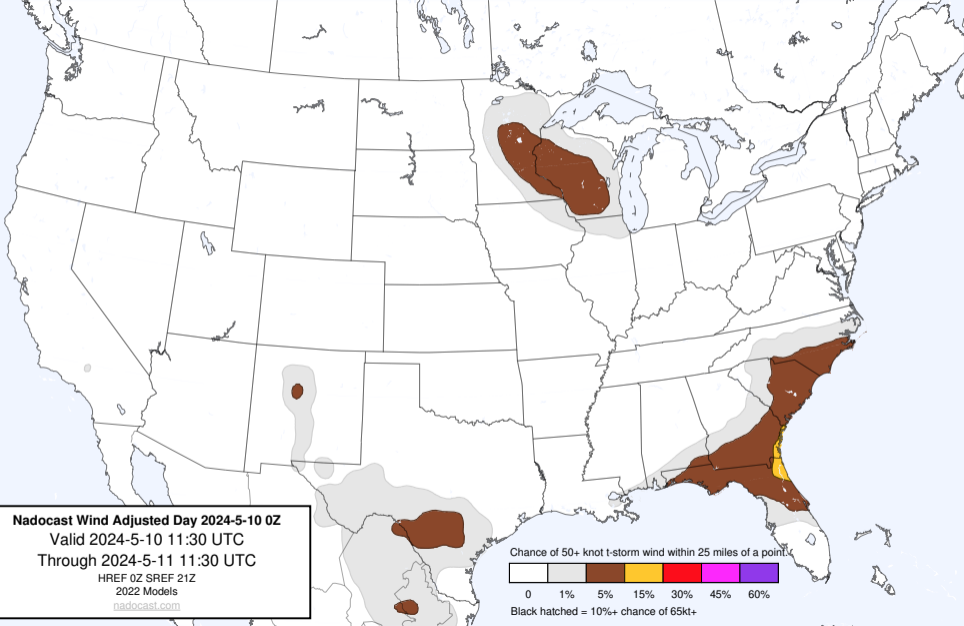 Nadocast Wind Adjusted Day 2024-5-10 0Z
Valid 2024-5-10 11:30 UTC
Through 2024-5-11 11:30 UTC
HREF 0Z SREF 21Z
2022 Models
nadocast.com
Chance of 50+ knot t-storm wind within 25 miles of a point.
0 1% 5% 15% 30% 45% 60%
Black hatched = 10%+ chance of 65kt+